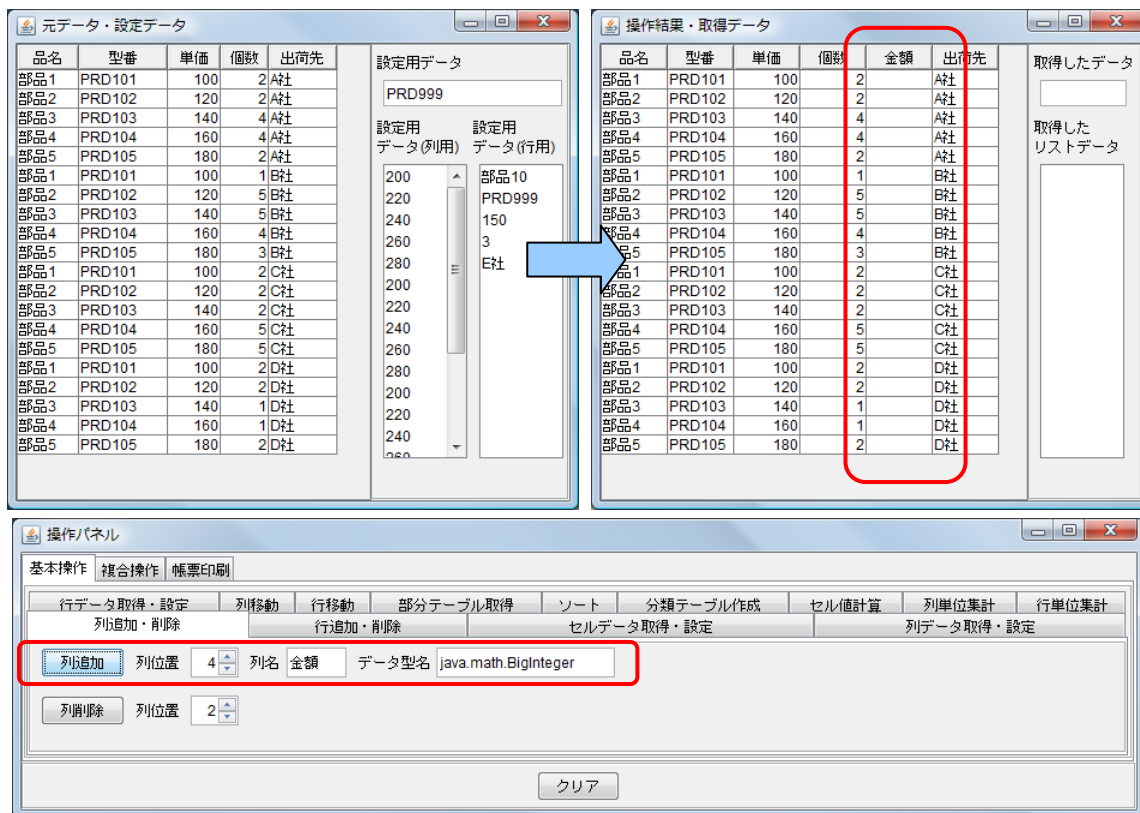 元データ・設定データ
品名 型番 単価 個数 出荷先
部品1 PRD101 100 2 A社
部品2 PRD102 120 2 A社
部品3 PRD103 140 4 A社
部品4 PRD104 160 4 A社
部品5 PRD105 180 2 A社
部品1 PRD101 100 1 B社
部品2 PRD102 120 5 B社
部品3 PRD103 140 5 B社
部品4 PRD104 160 4 B社
部品5 PRD105 180 3 B社
部品1 PRD101 100 2 C社
部品2 PRD102 120 2 C社
部品3 PRD103 140 2 C社
部品4 PRD104 160 5 C社
部品5 PRD105 180 5 C社
部品1 PRD101 100 2 D社
部品2 PRD102 120 2 D社
部品3 PRD103 140 1 D社
部品4 PRD104 160 1 D社
部品5 PRD105 180 2 D社
設定用データ
PRD999
設定用
データ(列用)
200
220
240
260
280
200
220
240
260
280
200
220
240
260
設定用
データ(行用)
部品10
PRD999
150
3
E社
操作結果・取得データ
品名 型番 単価 個数 金額 出荷先
部品1 PRD101 100 2 A社
部品2 PRD102 120 2 A社
部品3 PRD103 140 4 A社
部品4 PRD104 160 4 A社
部品5 PRD105 180 2 A社
部品1 PRD101 100 1 B社
部品2 PRD102 120 5 B社
部品3 PRD103 140 5 B社
部品4 PRD104 160 4 B社
品5 PRD105 180 3 B社
品1 PRD101 100 2 C社
部品2 PRD102 120 2 C社
部品3 PRD103 140 2 C社
部品4 PRD104 160 5 C社
部品5 PRD105 180 5 C社
部品1 PRD101 100 2 D社
部品2 PRD102 120 2 D社
部品3 PRD103 140 1 D社
部品4 PRD104 160 1 D社
部品5 PRD105 180 2 D社
取得したデータ
取得した
リストデータ
操作パネル
基本操作 複合操作 帳票印刷
行データ取得・設定 列移動 行移動 部分テーブル取得 ソート 分類テーブル作成 セル値計算 列単位集計 行単位集計
列追加・削除 行追加・削除 セルデータ取得・設定 列データ取得・設定
列追加 列位置 4 列名 金額 データ型名 java.math.BigInteger
列削除 列位置 2
クリア